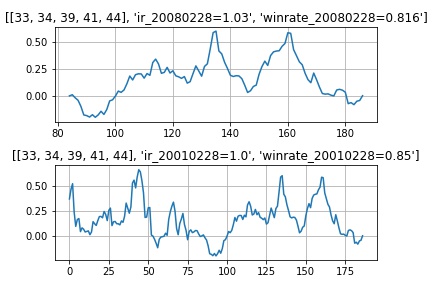 [[33, 34, 39, 41, 44], 'ir_20080228=1.03', 'winrate_20080228=0.816']
0.50
0.25
0.00
80 100 120 140 160 180
[[33, 34, 39, 41, 44], 'ir_20010228=1.0', 'winrate_20010228=0.85']
0.50
0.25
0.00
0 25 50 75 100 125 150 175